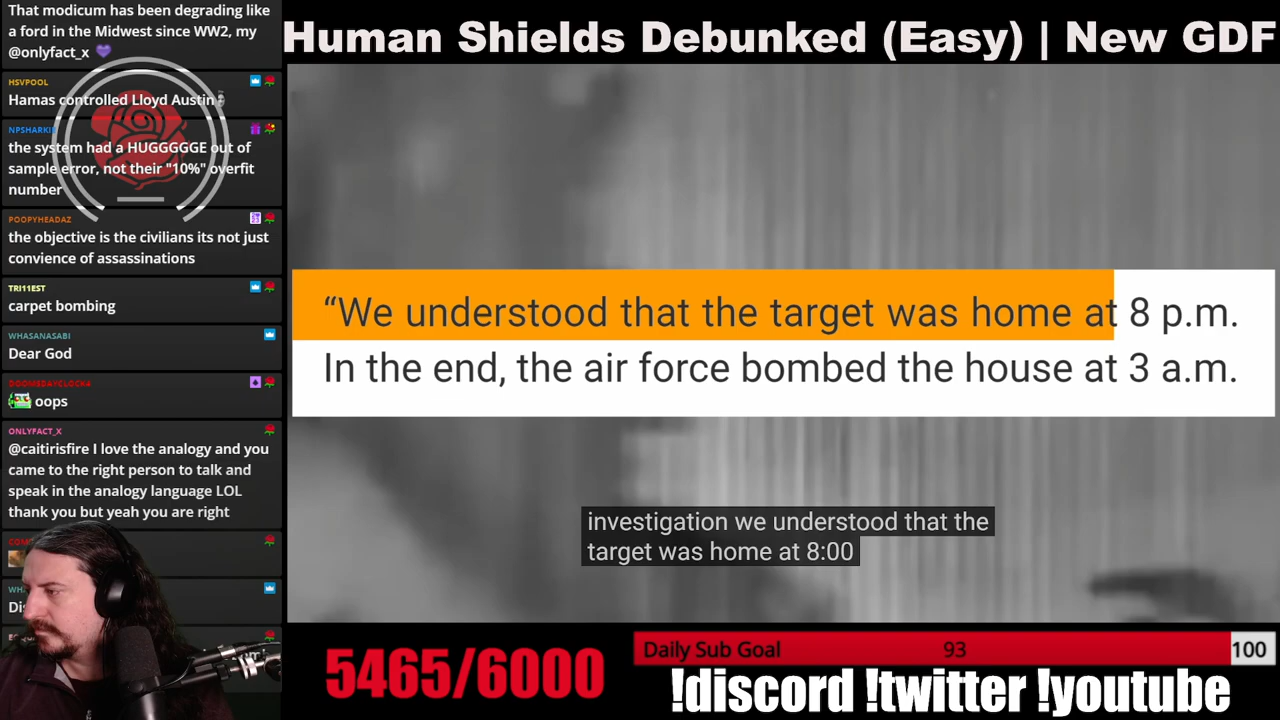 That modicum has been degrading like
a ford in the Midwest since WW2, my
@onlyfact_x
HSVPOOL
Hamas controlled Lloyd Austin
NPSHARKI
the system had a HUGGGGGE out of
sample error, not their "10%" overfit
number
POOPYHEADAZ
the objective is the civilians its not just
convience of assassinations
TRI11EST
carpet bombing
WHASANASABI
Dear God
DOOMSDAYCLOCK4
oops
ONLYFACT_X
@caitirisfire I love the analogy and you
came to the right person to talk and
speak in the analogy language LOL
thank you but yeah you are right
Human Shields Debunked (Easy) | New GDF
“We understood that the target was home at 8 p.m.
In the end, the air force bombed the house at 3 a.m.
investigation we understood that the
target was home at 8:00
5465/6000
Daily Sub Goal 93 100
!discord !twitter !youtube